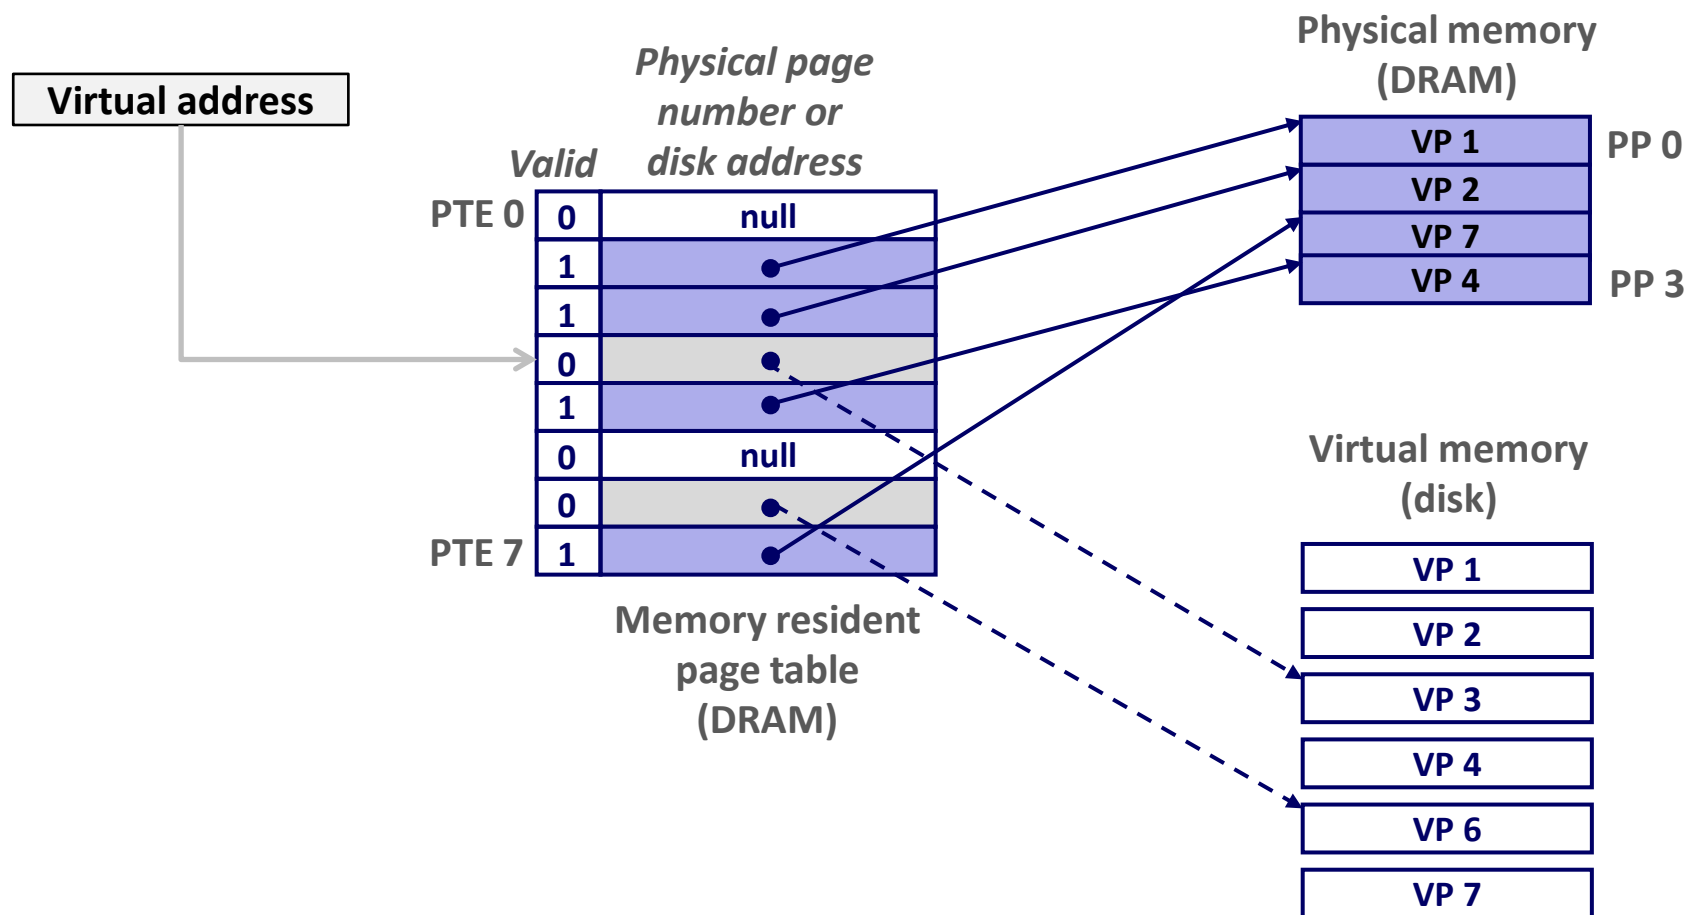 Virtual address
Physical page
number or
disk address
Valid
PTE 0
0
null
1
1
0
1
0
null
0
PTE 7
1
Memory resident
page table
(DRAM)
Physical memory
(DRAM)
VP 1
PP 0
VP 2
VP 7
VP 4
PP 3
Virtual memory
(disk)
VP 1
VP 2
VP 3
VP 4
VP 6
VP 7